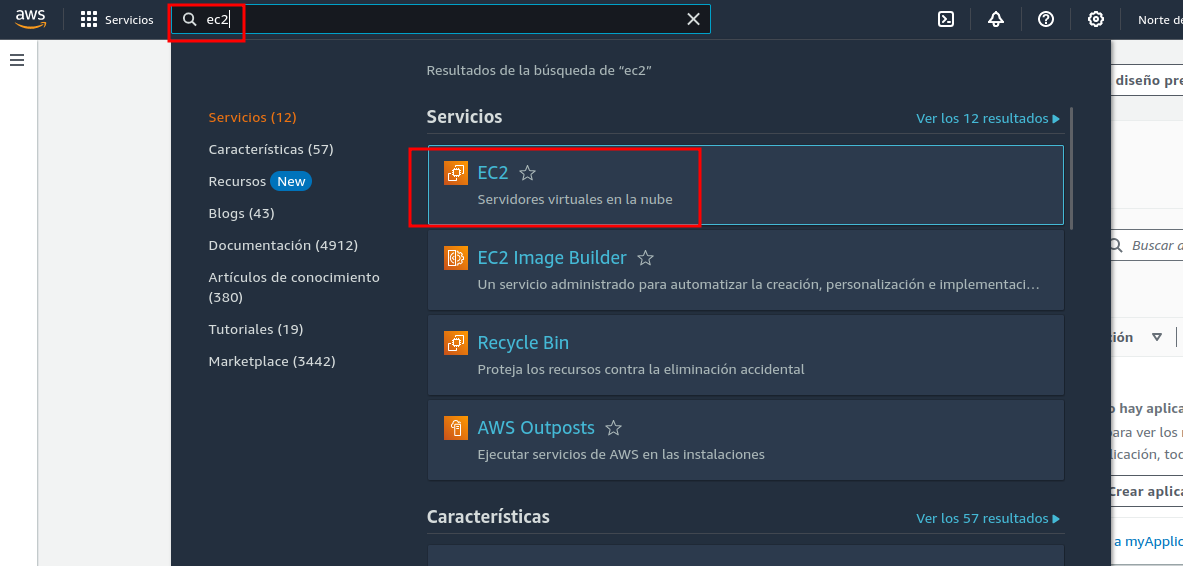 aws
Servicios
ec2
Norte de
Resultados de la búsqueda de “ec2”
Servicios (12)
Características (57)
Recursos New
Blogs (43)
Documentación (4912)
Artículos de conocimiento
(380)
Tutoriales (19)
Marketplace (3442)
Servicios
Ver los 12 resultados
EC2
Servidores virtuales en la nube
EC2 Image Builder
Un servicio administrado para automatizar la creación, personalización e implementaci…
Recycle Bin
Proteja los recursos contra la eliminación accidental
AWS Outposts
Ejecutar servicios de AWS en las instalaciones
Características
Ver los 57 resultados
diseño pre
Buscar a
ción
o hay aplica
para ver los
licación, tod
Crear aplica
a myApplic